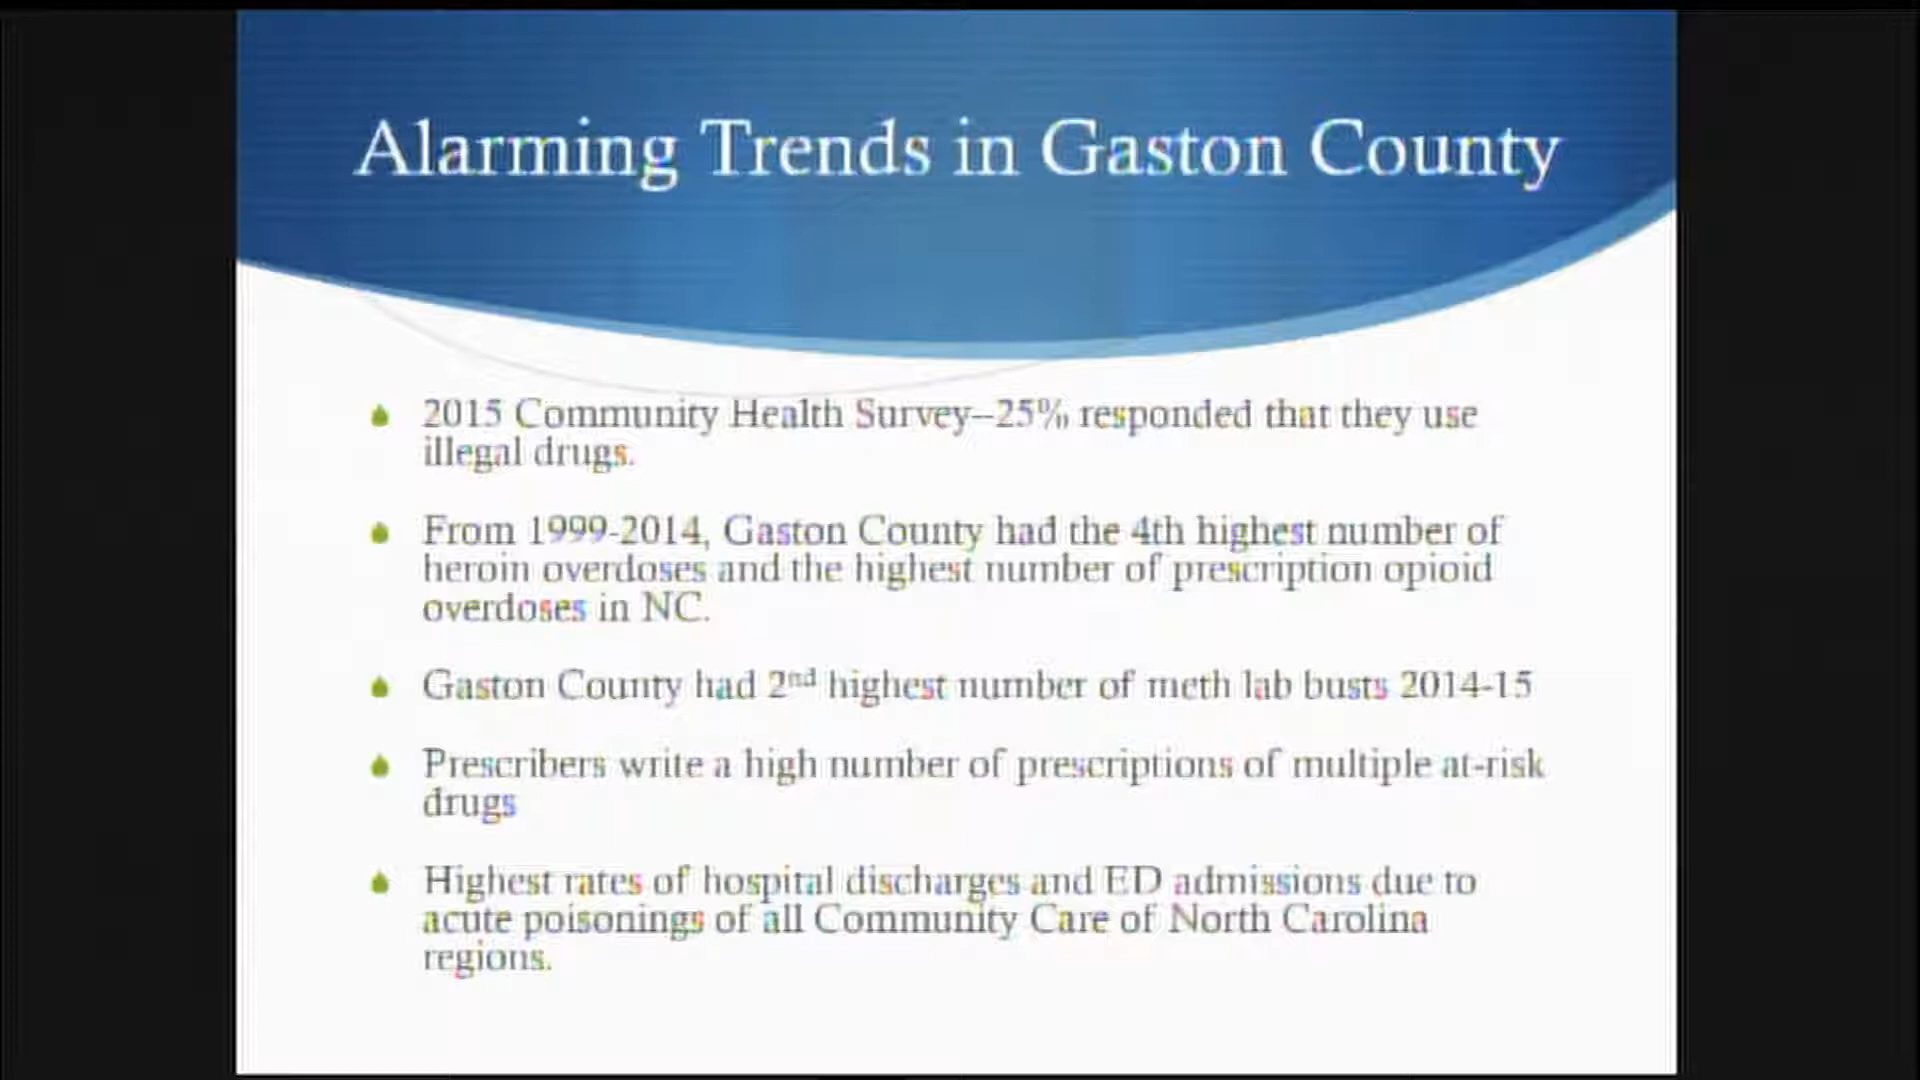 Alarming Trends in Gaston County
2015 Community Health Survey–25% responded that they use
illegal drugs.
From 1999-2014, Gaston County had the 4th highest number of
heroin overdoses and the highest number of prescription opioid
overdoses in NC.
Gaston County had 2nd highest number of meth lab busts 2014-15
Prescribers write a high number of prescriptions of multiple at-risk
drugs
Highest rates of hospital discharges and ED admissions due to
acute poisonings of all Community Care of North Carolina
regions.